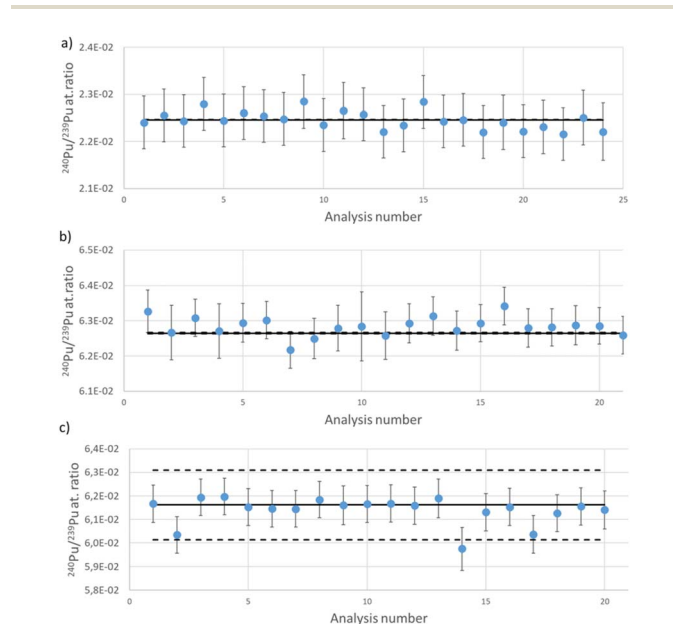 a)
2.4E-02
2.3E-02
2.2E-02
2.1E-02
0 5 10 15 20 25
²⁴⁰Pu/²³⁹Pu at.ratio
Analysis number
b)
6.5E-02
6.4E-02
6.3E-02
6.2E-02
6.1E-02
0 5 10 15 20
²⁴⁰Pu/²³⁹Pu at.ratio
Analysis number
c)
6,4E-02
6,3E-02
6,2E-02
6,1E-02
6,0E-02
5,9E-02
5,8E-02
0 5 10 15 20
²⁴⁰Pu/²³⁹Pu at. ratio
Analysis number